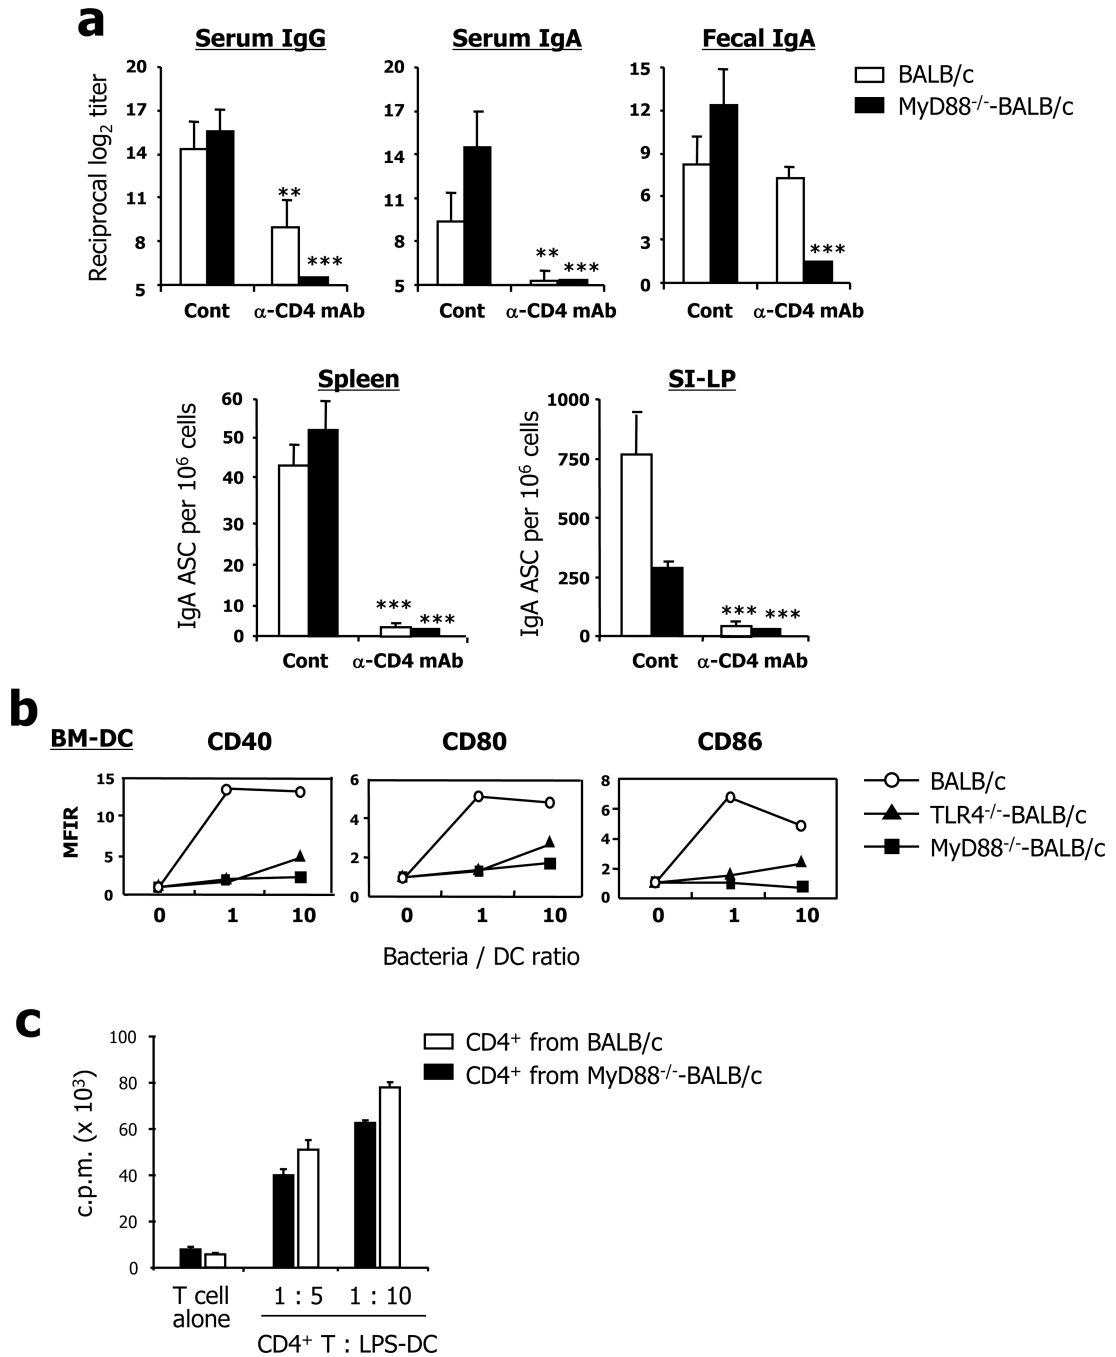 a
Serum IgG
Serum IgA
Fecal IgA
BALB/c
MyD88-/--BALB/c
Reciprocal log2 titer
20
17
14
11
8
5
**
***
Cont
α-CD4 mAb
20
17
14
11
8
5
**
***
Cont
α-CD4 mAb
15
12
9
6
3
0
***
Cont
α-CD4 mAb
Spleen
SI-LP
IgA ASC per 10⁶ cells
60
50
40
30
20
10
0
***
***
Cont
α-CD4 mAb
IgA ASC per 10⁶ cells
1000
750
500
250
0
***
***
Cont
α-CD4 mAb
b
BM-DC
CD40
CD80
CD86
MFIR
15
10
5
0
0 1 10
6
4
2
0
0 1 10
8
6
4
2
0
0 1 10
Bacteria / DC ratio
BALB/c
TLR4-/--BALB/c
MyD88-/--BALB/c
c
c.p.m. (x 10³)
100
80
60
40
20
0
CD4⁺ from BALB/c
CD4⁺ from MyD88-/--BALB/c
T cell
alone
1 : 5
1 : 10
CD4⁺ T : LPS-DC